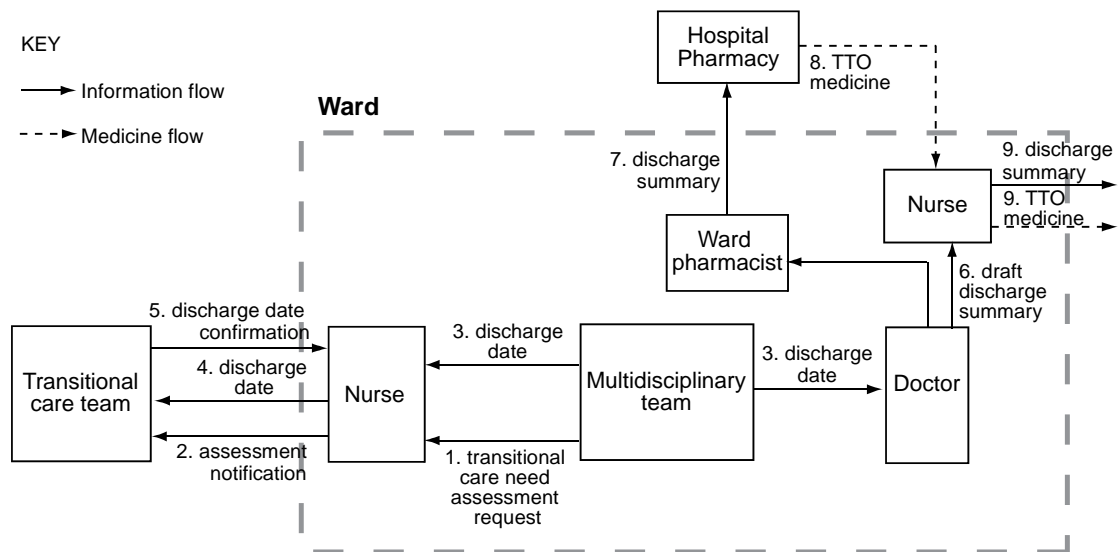 KEY
Information flow
Medicine flow
Ward
Hospital
Pharmacy
8. TTO
medicine
7. discharge
summary
9. discharge
summary
9. TTO
medicine
Nurse
Ward
pharmacist
6. draft
discharge
summary
5. discharge date
confirmation
4. discharge
date
2. assessment
notification
Transitional
care team
Nurse
3. discharge
date
1. transitional
care need
assessment
request
Multidisciplinary
team
3. discharge
date
Doctor